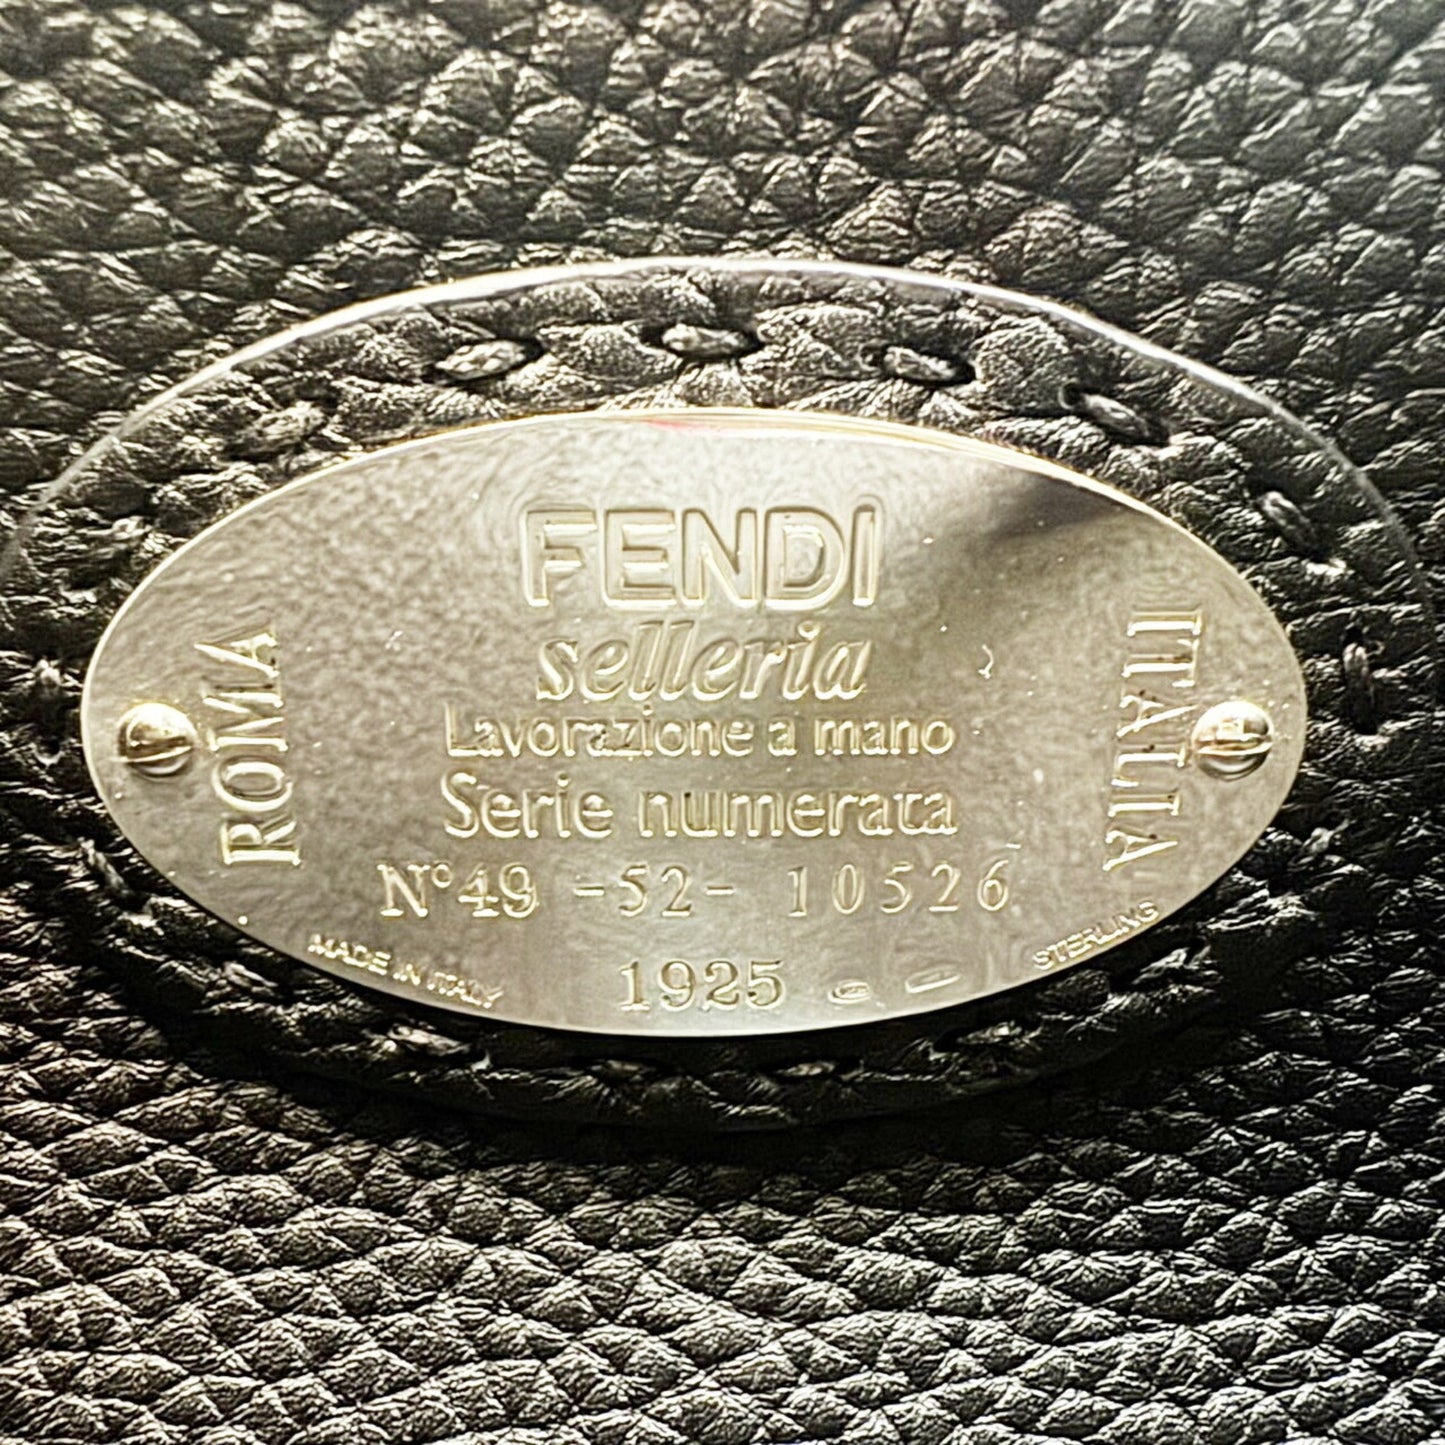 FENDI
selleria
Lavorazione a mano
Serie numerata
N° 49 -52- 10526
1925
ROMA
ITALIA
MADE IN ITALY
STERLING